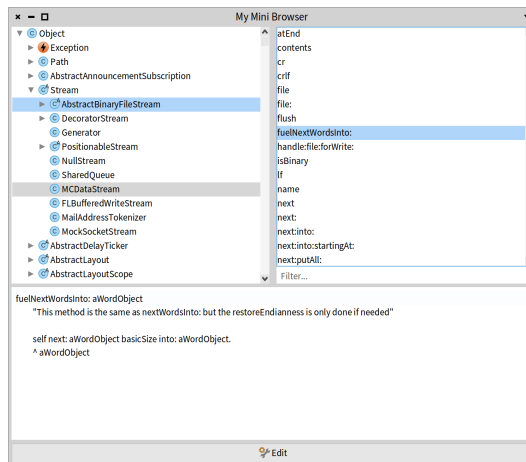 My Mini Browser
Object
Exception
Path
AbstractAnnouncementSubscription
Stream
AbstractBinaryFileStream
DecoratorStream
Generator
PositionableStream
NullStream
SharedQueue
MCDataStream
FLBufferedWriteStream
MailAddressTokenizer
MockSocketStream
AbstractDelayTicker
AbstractLayout
AbstractLayoutScope
atEnd
contents
cr
crlf
file
file:
flush
fuelNextWordsInto:
handle:file:forWrite:
isBinary
lf
name
next
next:
next:into:
next:into:startingAt:
next:putAll:
Filter...
fuelNextWordsInto: aWordObject
"This method is the same as nextWordsInto: but the restoreEndianness is only done if needed"
self next: aWordObject basicSize into: aWordObject.
^ aWordObject
Edit